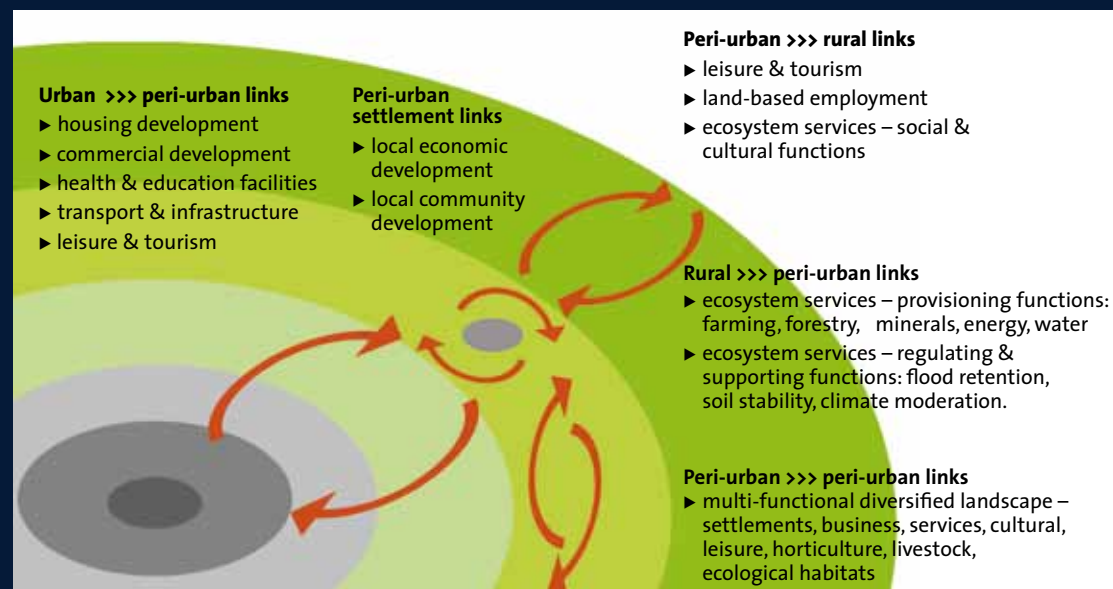 Urban >>> peri-urban links
▸ housing development
▸ commercial development
▸ health & education facilities
▸ transport & infrastructure
▸ leisure & tourism
Peri-urban
settlement links
▸ local economic
development
▸ local community
development
Peri-urban >>> rural links
▸ leisure & tourism
▸ land-based employment
▸ ecosystem services – social &
cultural functions
Rural >>> peri-urban links
▸ ecosystem services – provisioning functions:
farming, forestry, minerals, energy, water
▸ ecosystem services – regulating &
supporting functions: flood retention,
soil stability, climate moderation.
Peri-urban >>> peri-urban links
▸ multi-functional diversified landscape –
settlements, business, services, cultural,
leisure, horticulture, livestock,
ecological habitats